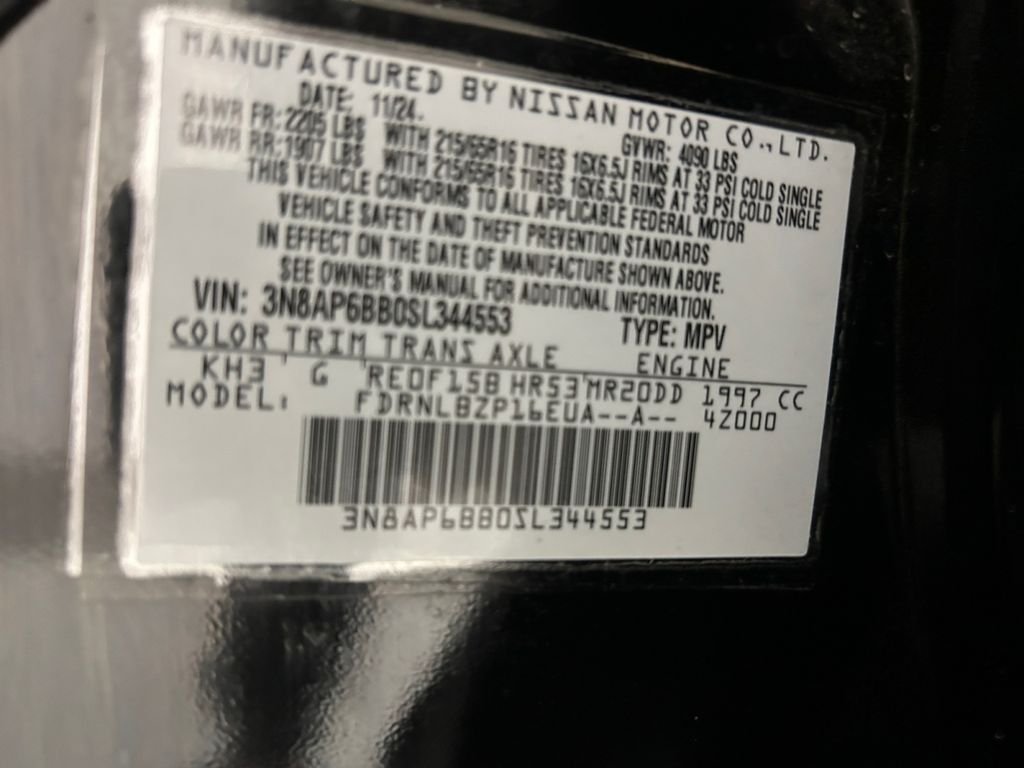 MANUFACTURED BY NISSAN MOTOR CO.,LTD.
DATE: 11/24. GVWR: 4090 LBS
GAWR FR: 2205 LBS WITH 215/65R16 TIRES 16X6.5J RIMS AT 33 PSI COLD SINGLE
GAWR RR: 1907 LBS WITH 215/65R16 TIRES 16X6.5J RIMS AT 33 PSI COLD SINGLE
THIS VEHICLE CONFORMS TO ALL APPLICABLE FEDERAL MOTOR
VEHICLE SAFETY AND THEFT PREVENTION STANDARDS
IN EFFECT ON THE DATE OF MANUFACTURE SHOWN ABOVE.
SEE OWNER'S MANUAL FOR ADDITIONAL INFORMATION.
VIN: 3N8AP6BB0SL344553 TYPE: MPV
COLOR TRIM TRANS AXLE ENGINE
KH3 G RE0F15B HR53 MR20DD 1997 CC
MODEL: FDRNLBZP16EUA--A-- 4Z000
3N8AP6BB0SL344553